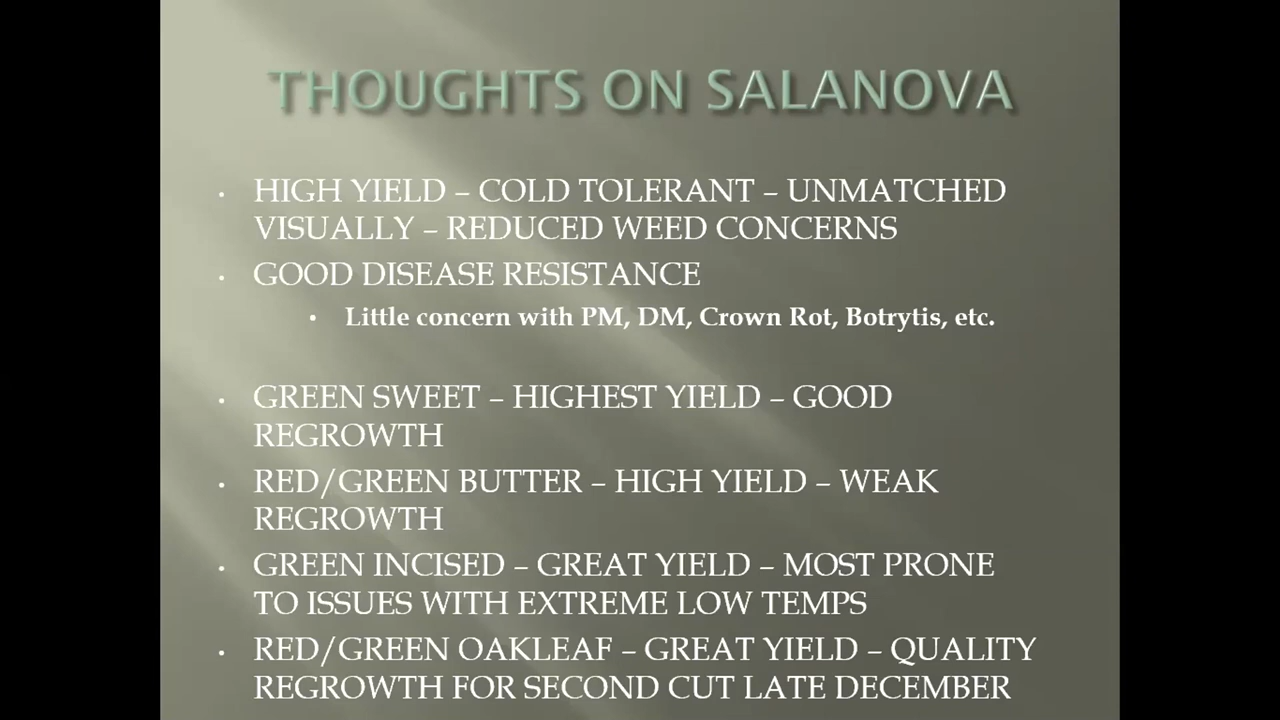 THOUGHTS ON SALANOVA
• HIGH YIELD – COLD TOLERANT – UNMATCHED
VISUALLY – REDUCED WEED CONCERNS
• GOOD DISEASE RESISTANCE
• Little concern with PM, DM, Crown Rot, Botrytis, etc.
• GREEN SWEET – HIGHEST YIELD – GOOD
REGROWTH
• RED/GREEN BUTTER – HIGH YIELD – WEAK
REGROWTH
• GREEN INCISED – GREAT YIELD – MOST PRONE
TO ISSUES WITH EXTREME LOW TEMPS
• RED/GREEN OAKLEAF – GREAT YIELD – QUALITY
REGROWTH FOR SECOND CUT LATE DECEMBER